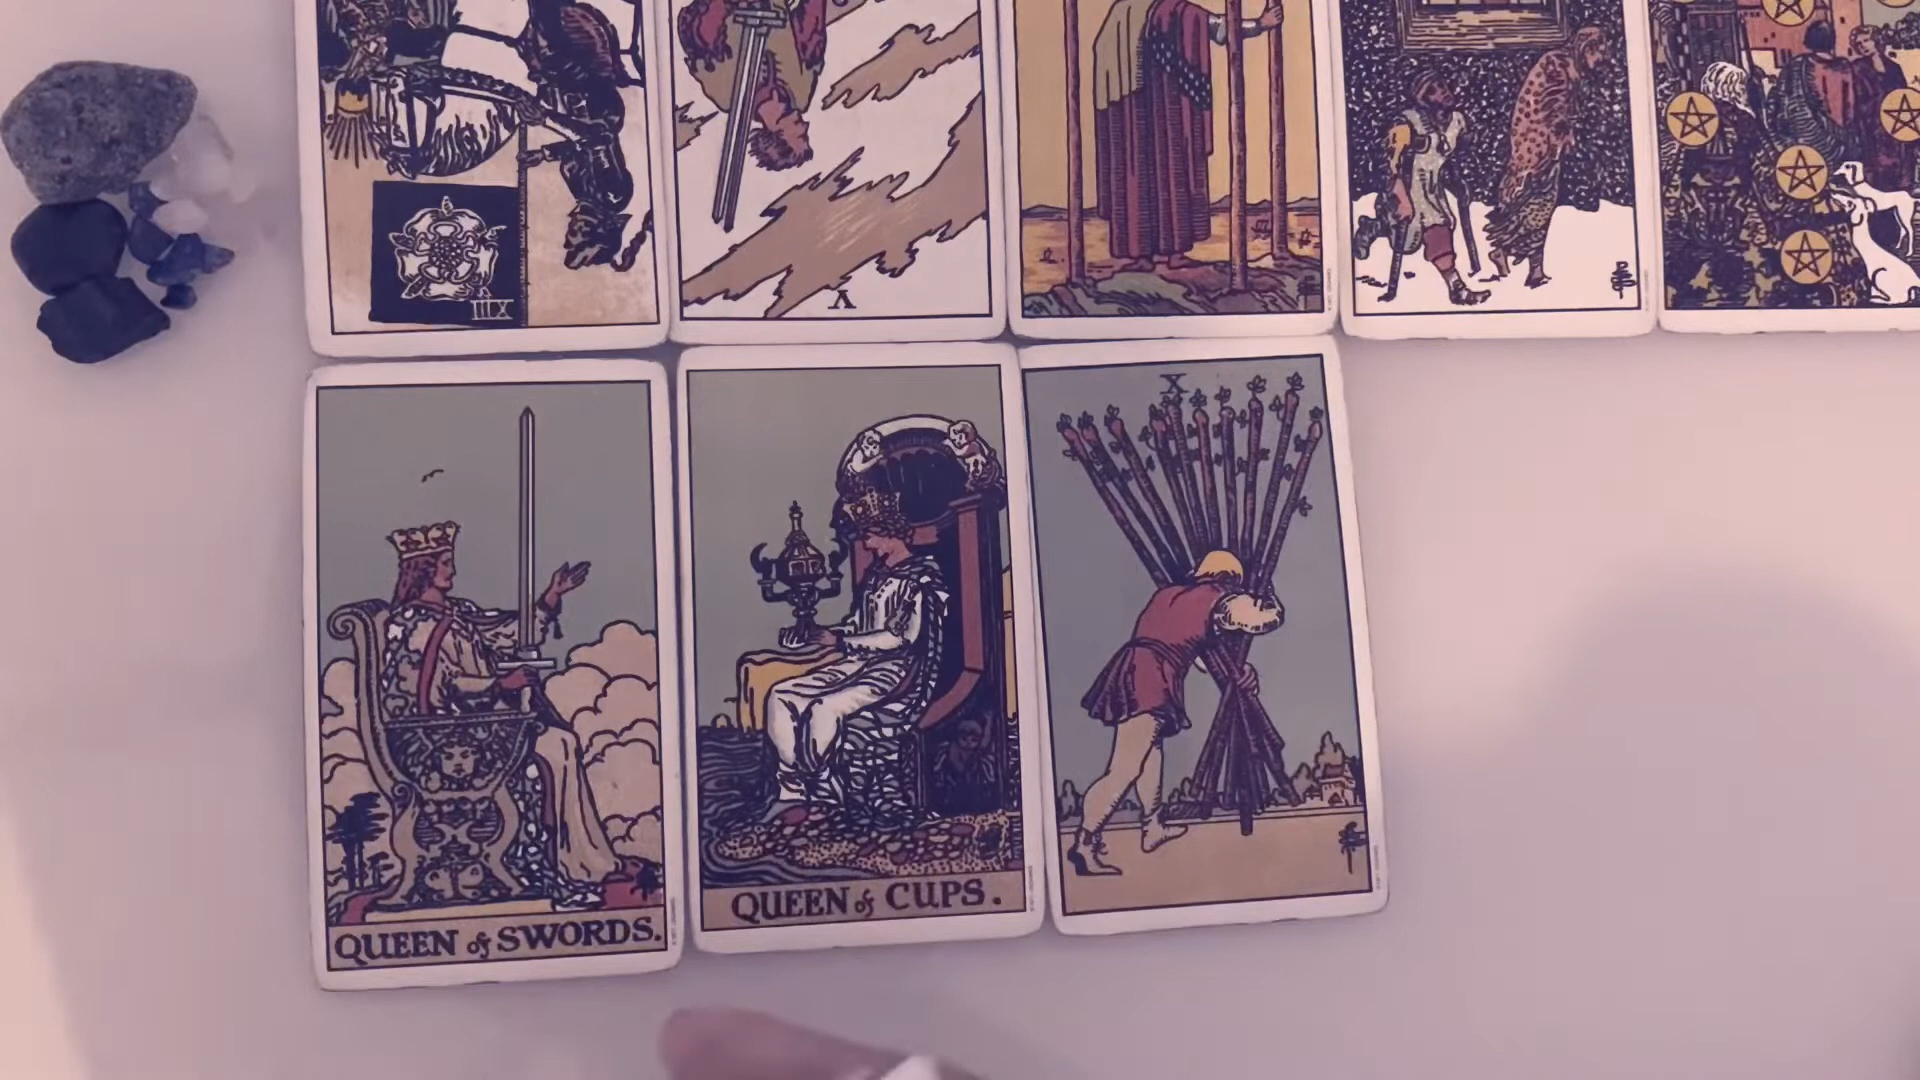 XIII
V
X
QUEEN of SWORDS.
QUEEN of CUPS.